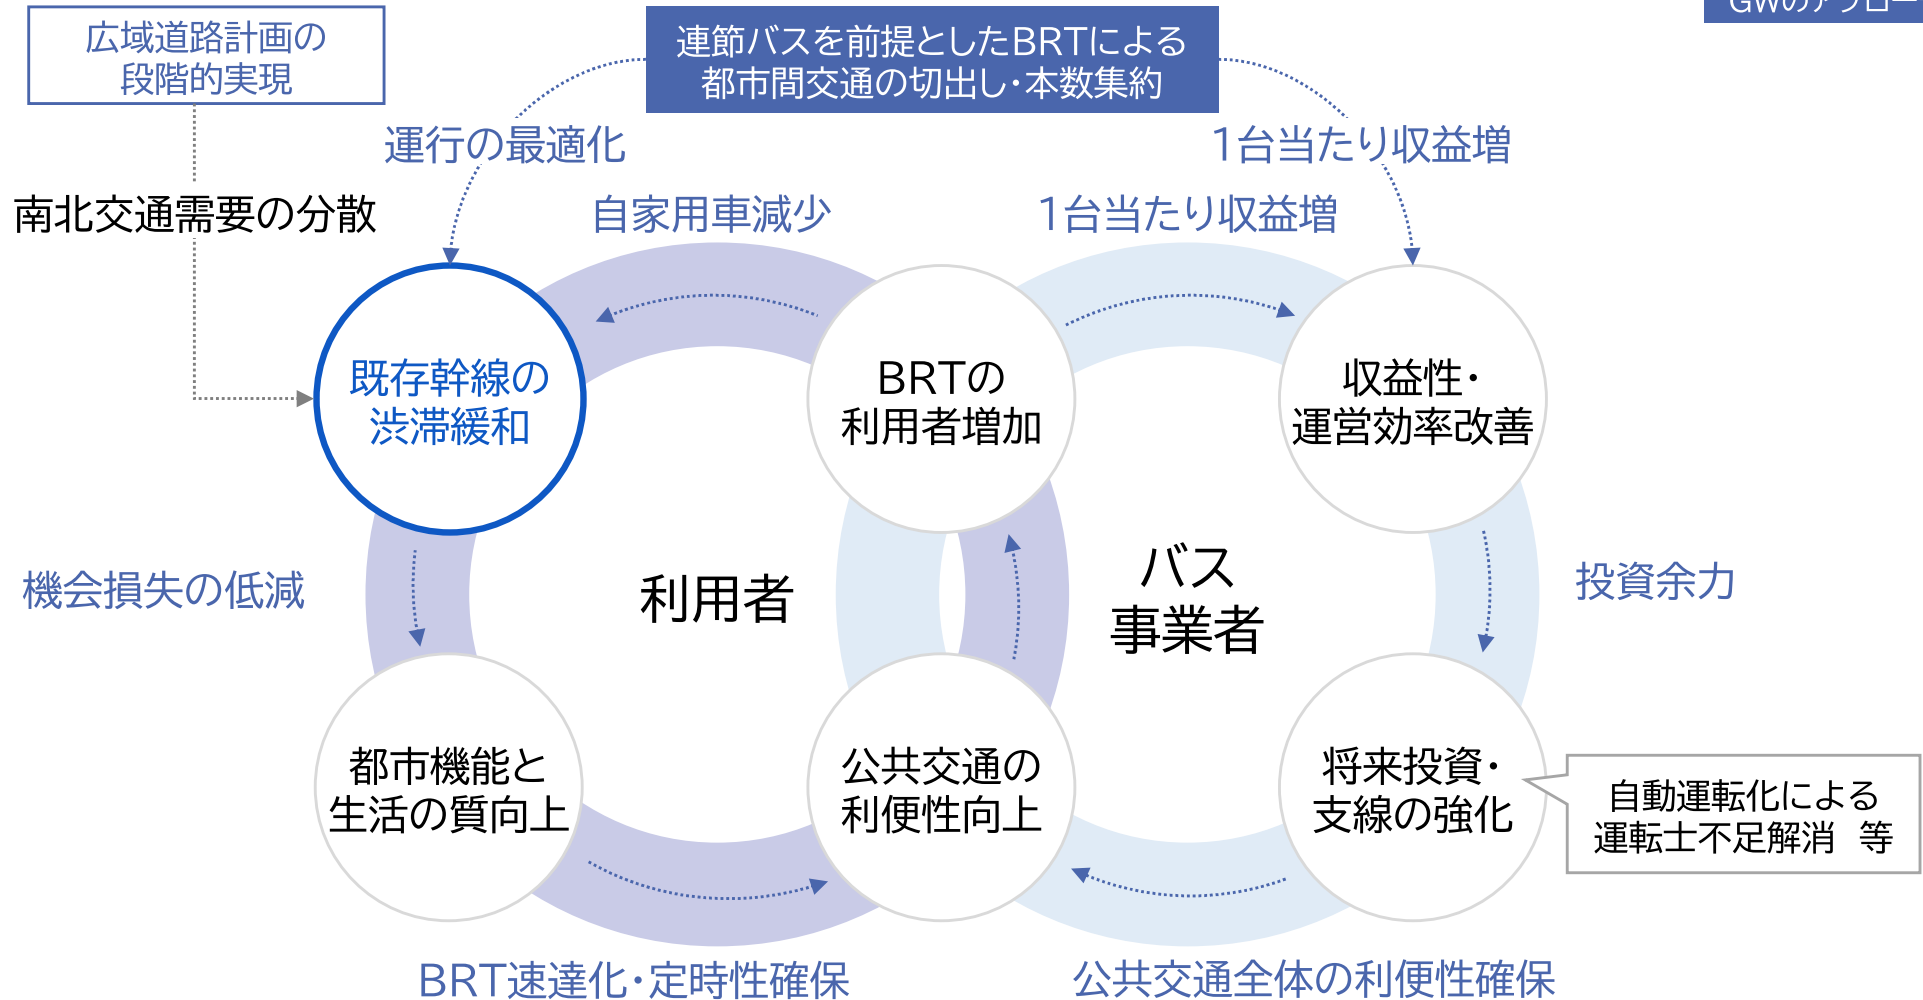 GWのアプロー
広域道路計画の
段階的実現
連節バスを前提としたBRTによる
都市間交通の切出し・本数集約
運行の最適化
1台当たり収益増
南北交通需要の分散
自家用車減少
1台当たり収益増
既存幹線の
渋滞緩和
BRTの
利用者増加
収益性・
運営効率改善
機会損失の低減
利用者
バス
事業者
投資余力
都市機能と
生活の質向上
公共交通の
利便性向上
将来投資・
支線の強化
自動運転化による
運転士不足解消　等
BRT速達化・定時性確保
公共交通全体の利便性確保